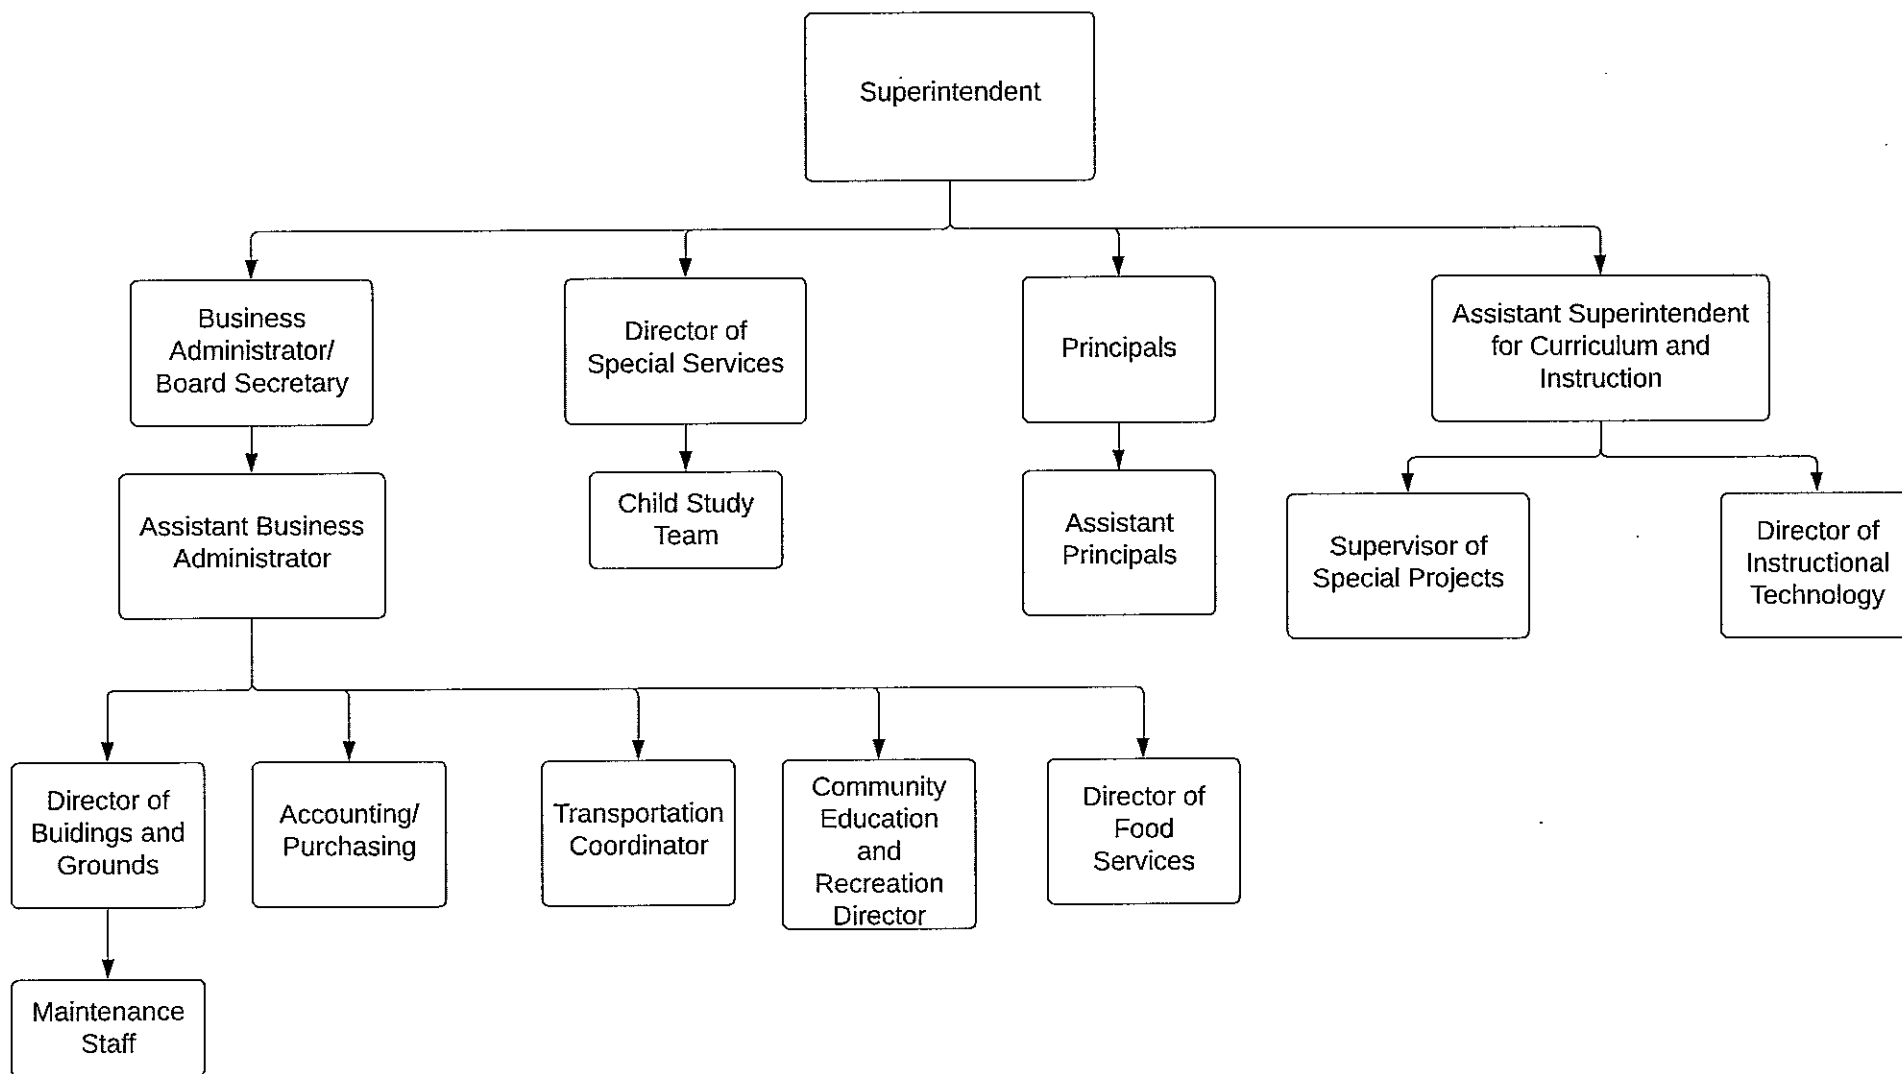 Superintendent
Business
Administrator/
Board Secretary
Director of
Special Services
Principals
Assistant Superintendent
for Curriculum and
Instruction
Assistant Business
Administrator
Child Study
Team
Assistant
Principals
Supervisor of
Special Projects
Director of
Instructional
Technology
Director of
Buidings and
Grounds
Accounting/
Purchasing
Transportation
Coordinator
Community
Education
and
Recreation
Director
Director of
Food
Services
Maintenance
Staff